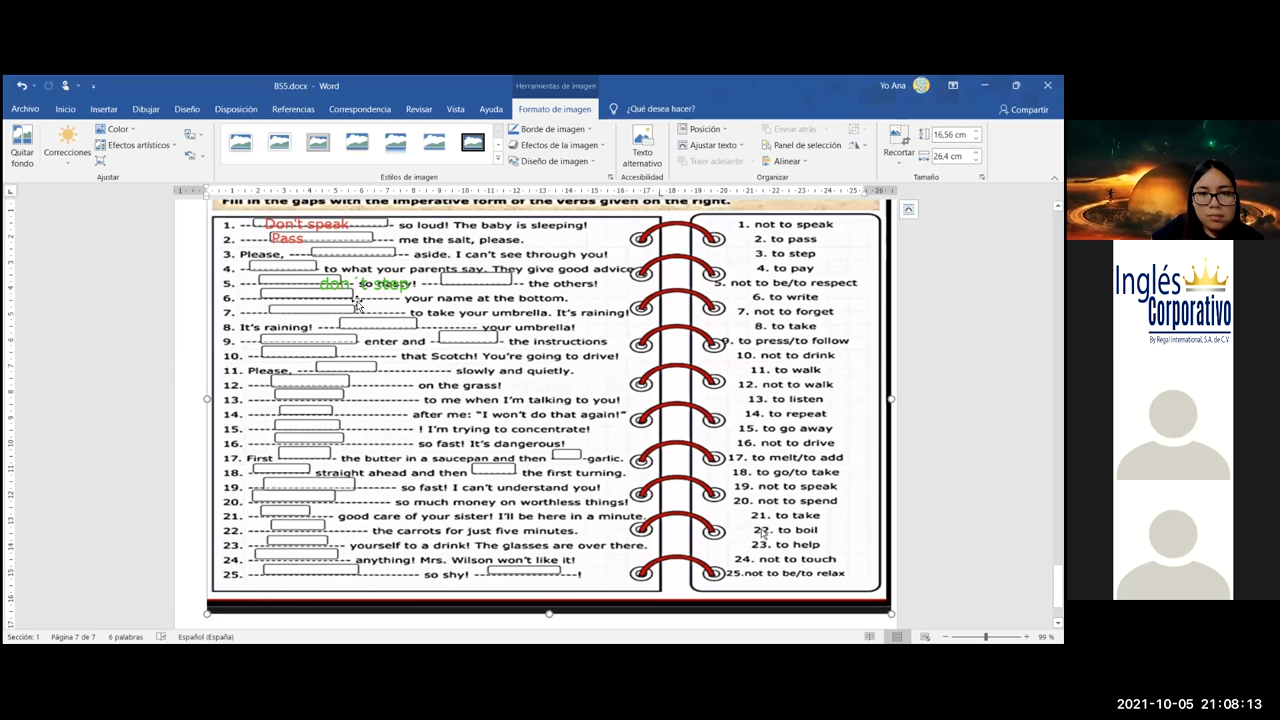 BS5.docx - Word
Herramientas de imagen
Yo Ana
Archivo Inicio Insertar Dibujar Diseño Disposición Referencias Correspondencia Revisar Vista Ayuda Formato de imagen ¿Qué desea hacer? Compartir
Quitar fondo
Correcciones
Color
Efectos artísticos
Ajustar
Estilos de imagen
Borde de imagen
Efectos de la imagen
Diseño de imagen
Texto alternativo
Accesibilidad
Posición
Ajustar texto
Traer adelante
Enviar atrás
Panel de selección
Alinear
Organizar
Recortar
16,56 cm
26,4 cm
Tamaño
Fill in the gaps with the imperative form of the verbs given on the right.
1. Don't speak so loud! The baby is sleeping!
2. Pass me the salt, please.
3. Please, aside. I can't see through you!
4. to what your parents say. They give good advice
5. don´t step the others!
6. your name at the bottom.
7. to take your umbrella. It's raining!
8. It's raining! your umbrella!
9. enter and the instructions
10. that Scotch! You're going to drive!
11. Please, slowly and quietly.
12. on the grass!
13. to me when I'm talking to you!
14. after me: "I won't do that again!"
15. ! I'm trying to concentrate!
16. so fast! It's dangerous!
17. First the butter in a saucepan and then garlic.
18. straight ahead and then the first turning.
19. so fast! I can't understand you!
20. so much money on worthless things!
21. good care of your sister! I'll be here in a minute.
22. the carrots for just five minutes.
23. yourself to a drink! The glasses are over there.
24. anything! Mrs. Wilson won't like it!
25. so shy! !
1. not to speak
2. to pass
3. to step
4. to pay
5. not to be/to respect
6. to write
7. not to forget
8. to take
9. to press/to follow
10. not to drink
11. to walk
12. not to walk
13. to listen
14. to repeat
15. to go away
16. not to drive
17. to melt/to add
18. to go/to take
19. not to speak
20. not to spend
21. to take
22. to boil
23. to help
24. not to touch
25.not to be/to relax
Sección: 1 Página 7 de 7 6 palabras Español (España) 99 %
Inglés
Corporativo
By Regal International, S.A. de C.V.
2021-10-05 21:08:13